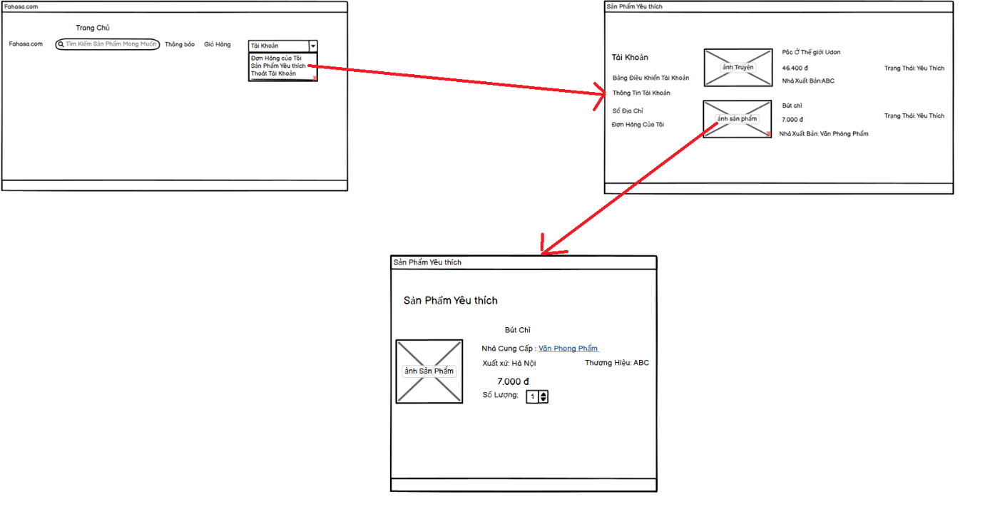 Fahasa.com
Trang Chủ
Fahasa.com
Tìm Kiếm Sản Phẩm Mong Muốn
Thông báo
Giỏ Hàng
Tài Khoản
Đơn Hàng của Tôi
Sản Phẩm Yêu thích
Thoát Tài Khoản
Sản Phẩm Yêu thích
Tài Khoản
Bảng Điều Khiển Tài Khoản
Thông Tin Tài Khoản
Sổ Địa Chỉ
Đơn Hàng Của Tôi
ảnh Truyện
Pôc Ở Thế giới Udon
46.400 đ
Nhà Xuất Bản:ABC
Trạng Thái: Yêu Thích
ảnh sản phẩm
Bút chì
7.000 đ
Nhà Xuất Bản: Văn Phòng Phẩm
Trạng Thái: Yêu Thích
Sản Phẩm Yêu thích
Sản Phẩm Yêu thích
Bút Chì
ảnh Sản Phẩm
Nhà Cung Cấp : Văn Phong Phẩm
Xuất xứ: Hà Nội
Thương Hiệu: ABC
7.000 đ
Số Lượng: 1